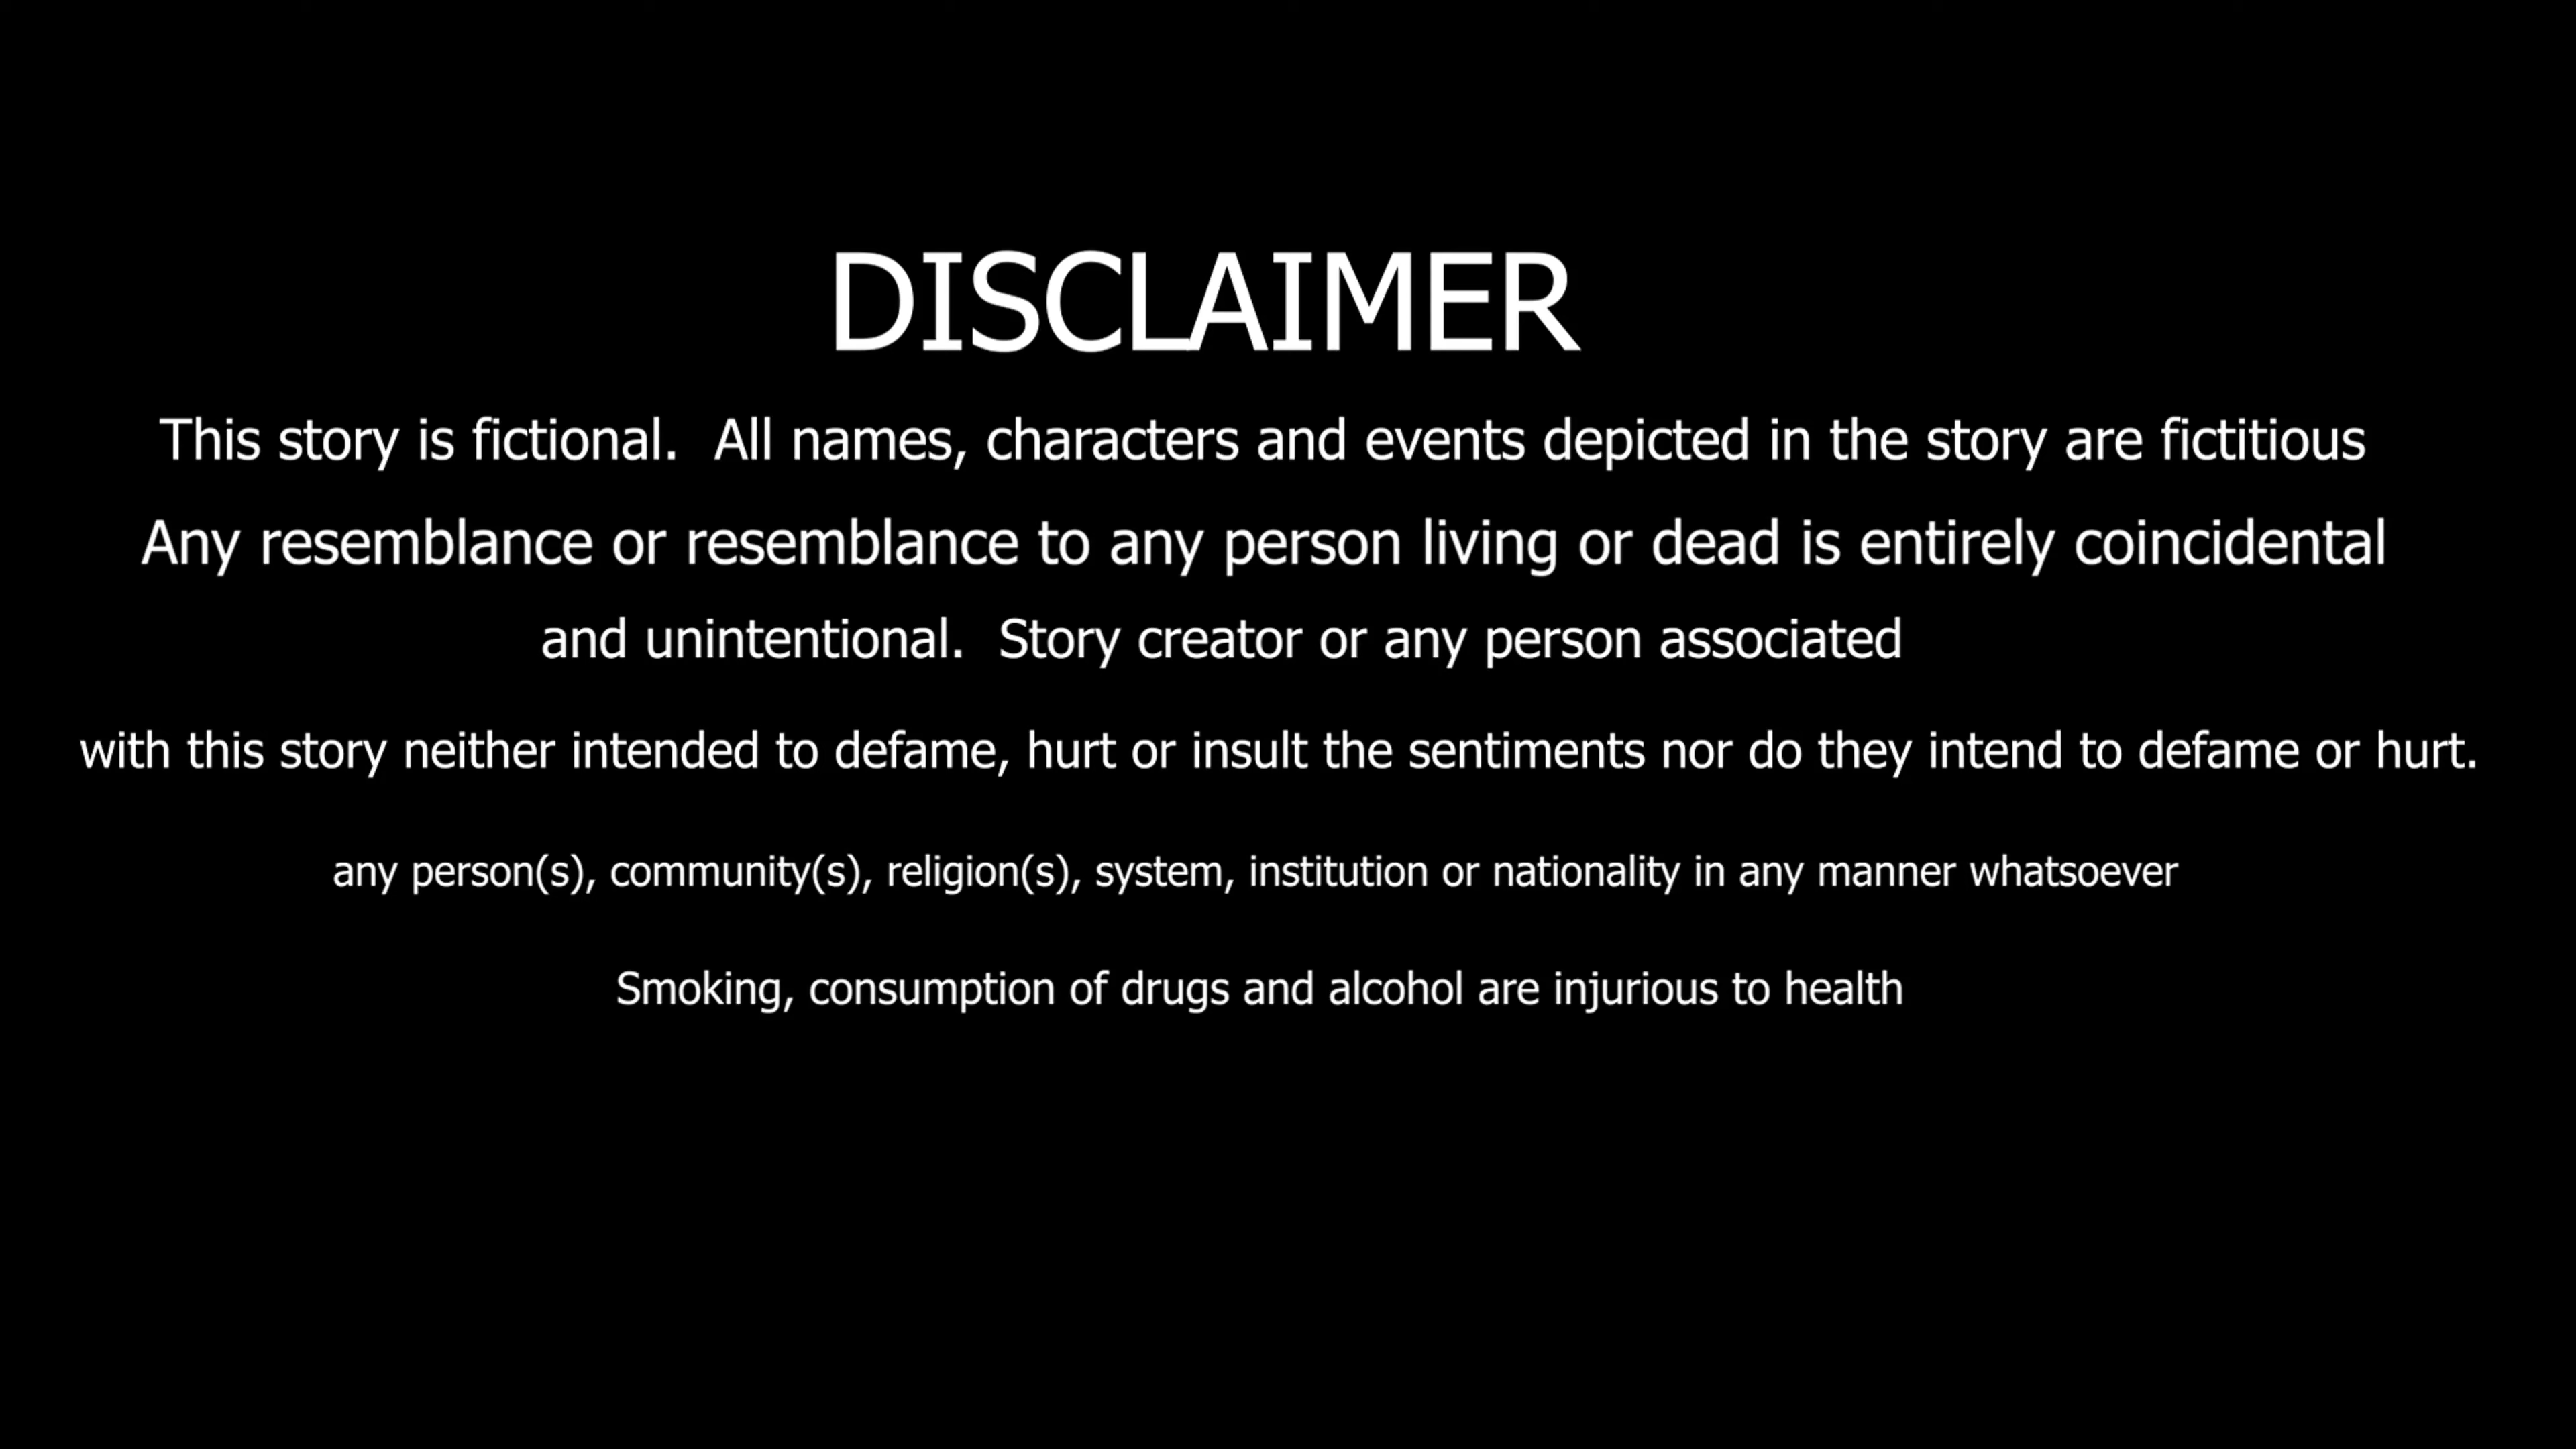 DISCLAIMER
This story is fictional.  All names, characters and events depicted in the story are fictitious
Any resemblance or resemblance to any person living or dead is entirely coincidental
and unintentional.  Story creator or any person associated
with this story neither intended to defame, hurt or insult the sentiments nor do they intend to defame or hurt.
any person(s), community(s), religion(s), system, institution or nationality in any manner whatsoever
Smoking, consumption of drugs and alcohol are injurious to health